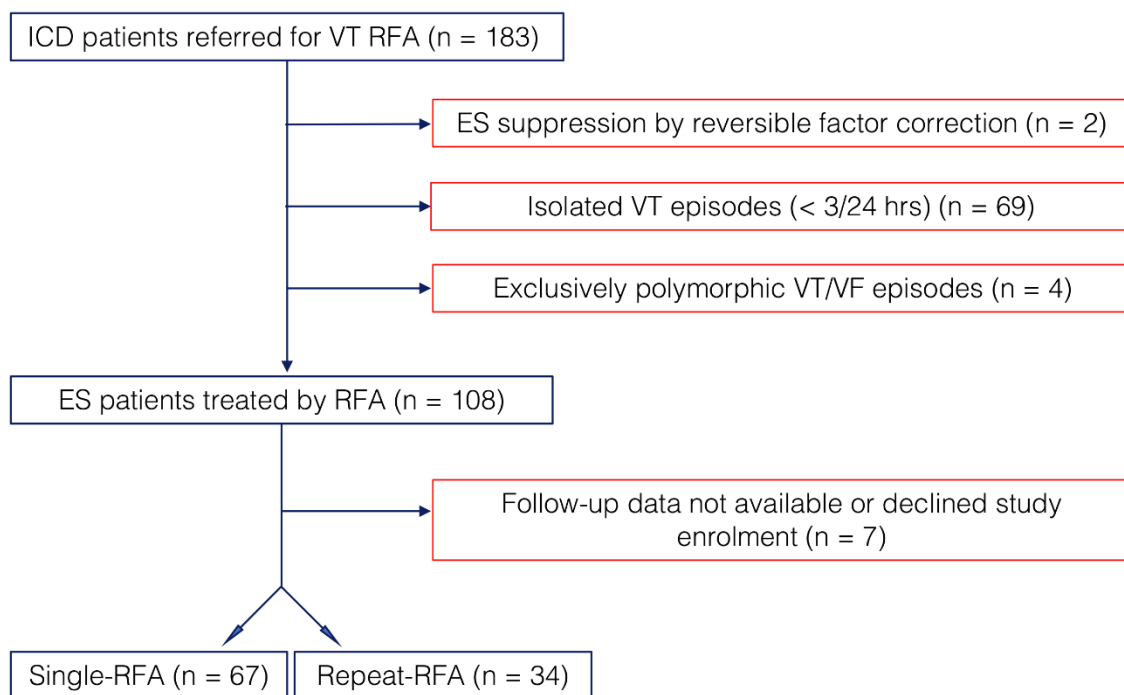 ICD patients referred for VT RFA (n = 183)
ES suppression by reversible factor correction (n = 2)
Isolated VT episodes (< 3/24 hrs) (n = 69)
Exclusively polymorphic VT/VF episodes (n = 4)
ES patients treated by RFA (n = 108)
Follow-up data not available or declined study
enrolment (n = 7)
Single-RFA (n = 67)
Repeat-RFA (n = 34)